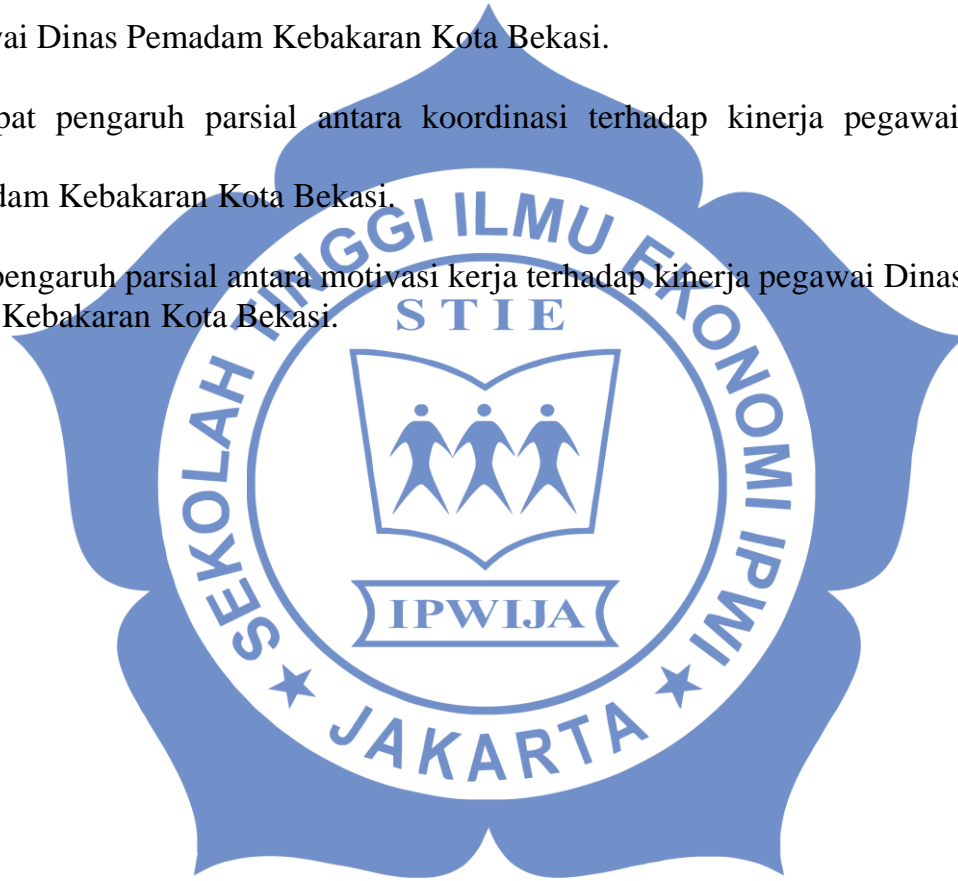 vai Dinas Pemadam Kebakaran Kota Bekasi.
pat pengaruh parsial antara koordinasi terhadap kinerja pegawai
dam Kebakaran Kota Bekasi.
pengaruh parsial antara motivasi kerja terhadap kinerja pegawai Dinas
Kebakaran Kota Bekasi.
SEKOLAH TINGGI ILMU EKONOMI IPWI
STIE
IPWIJA
JAKARTA